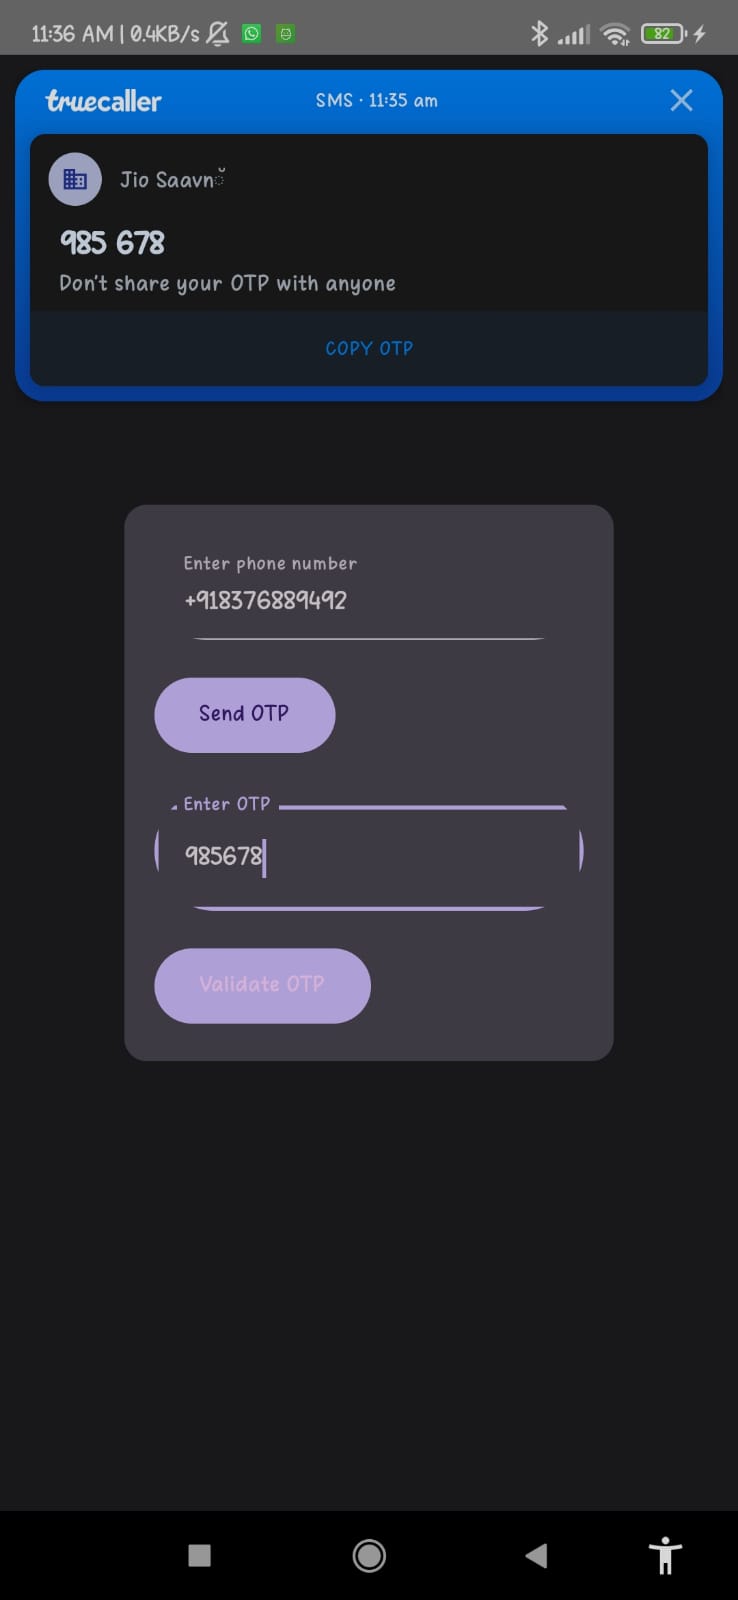 11:36 AM | 0.4KB/s
82
truecaller
SMS · 11:35 am
Jio Saavn ̆
985 678
Don't share your OTP with anyone
COPY OTP
Enter phone number
+918376889492
Send OTP
Enter OTP
985678
Validate OTP